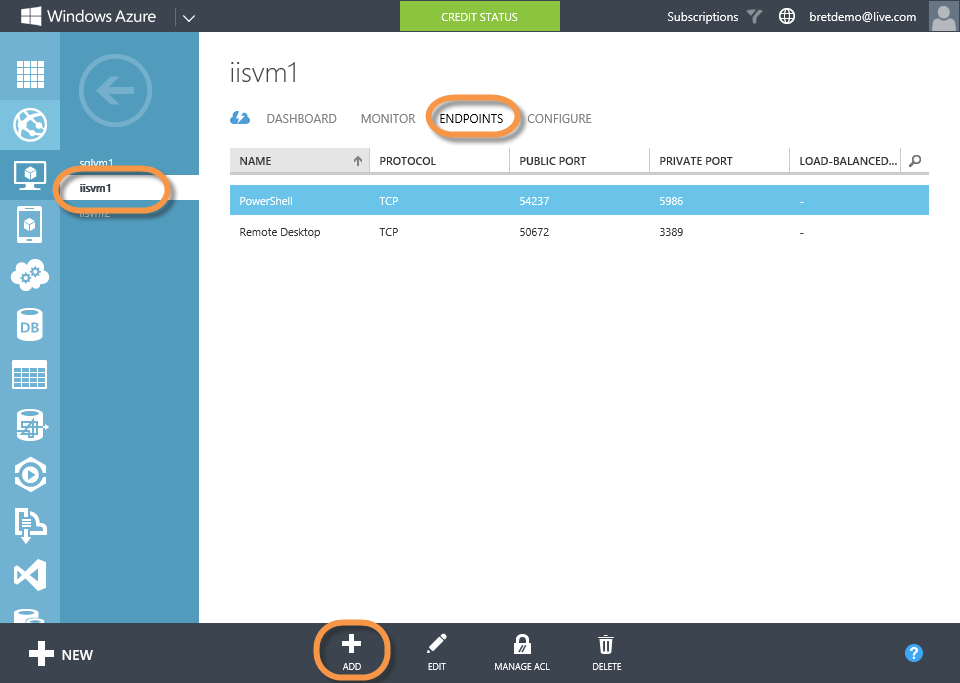 Windows Azure
CREDIT STATUS
Subscriptions
bretdemo@live.com
sqlvm1
iisvm1
iisvm2
iisvm1
DASHBOARD MONITOR ENDPOINTS CONFIGURE
NAME PROTOCOL PUBLIC PORT PRIVATE PORT LOAD-BALANCED...
PowerShell TCP 54237 5986 -
Remote Desktop TCP 50672 3389 -
DB
NEW
ADD
EDIT
MANAGE ACL
DELETE
?